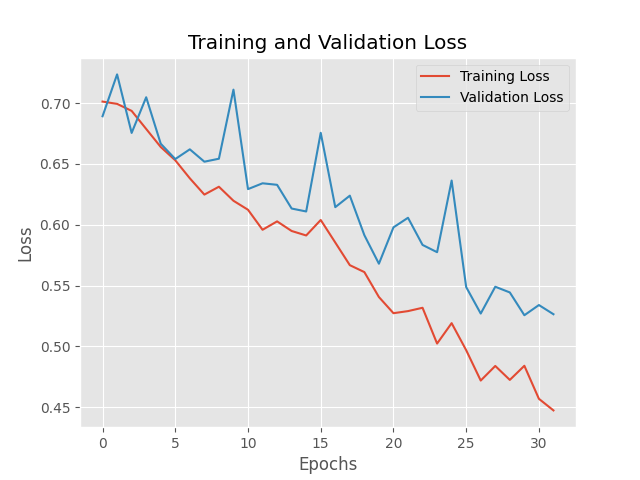 Training and Validation Loss
Training Loss
Validation Loss
0.70
0.65
0.60
0.55
0.50
0.45
Loss
0 5 10 15 20 25 30
Epochs